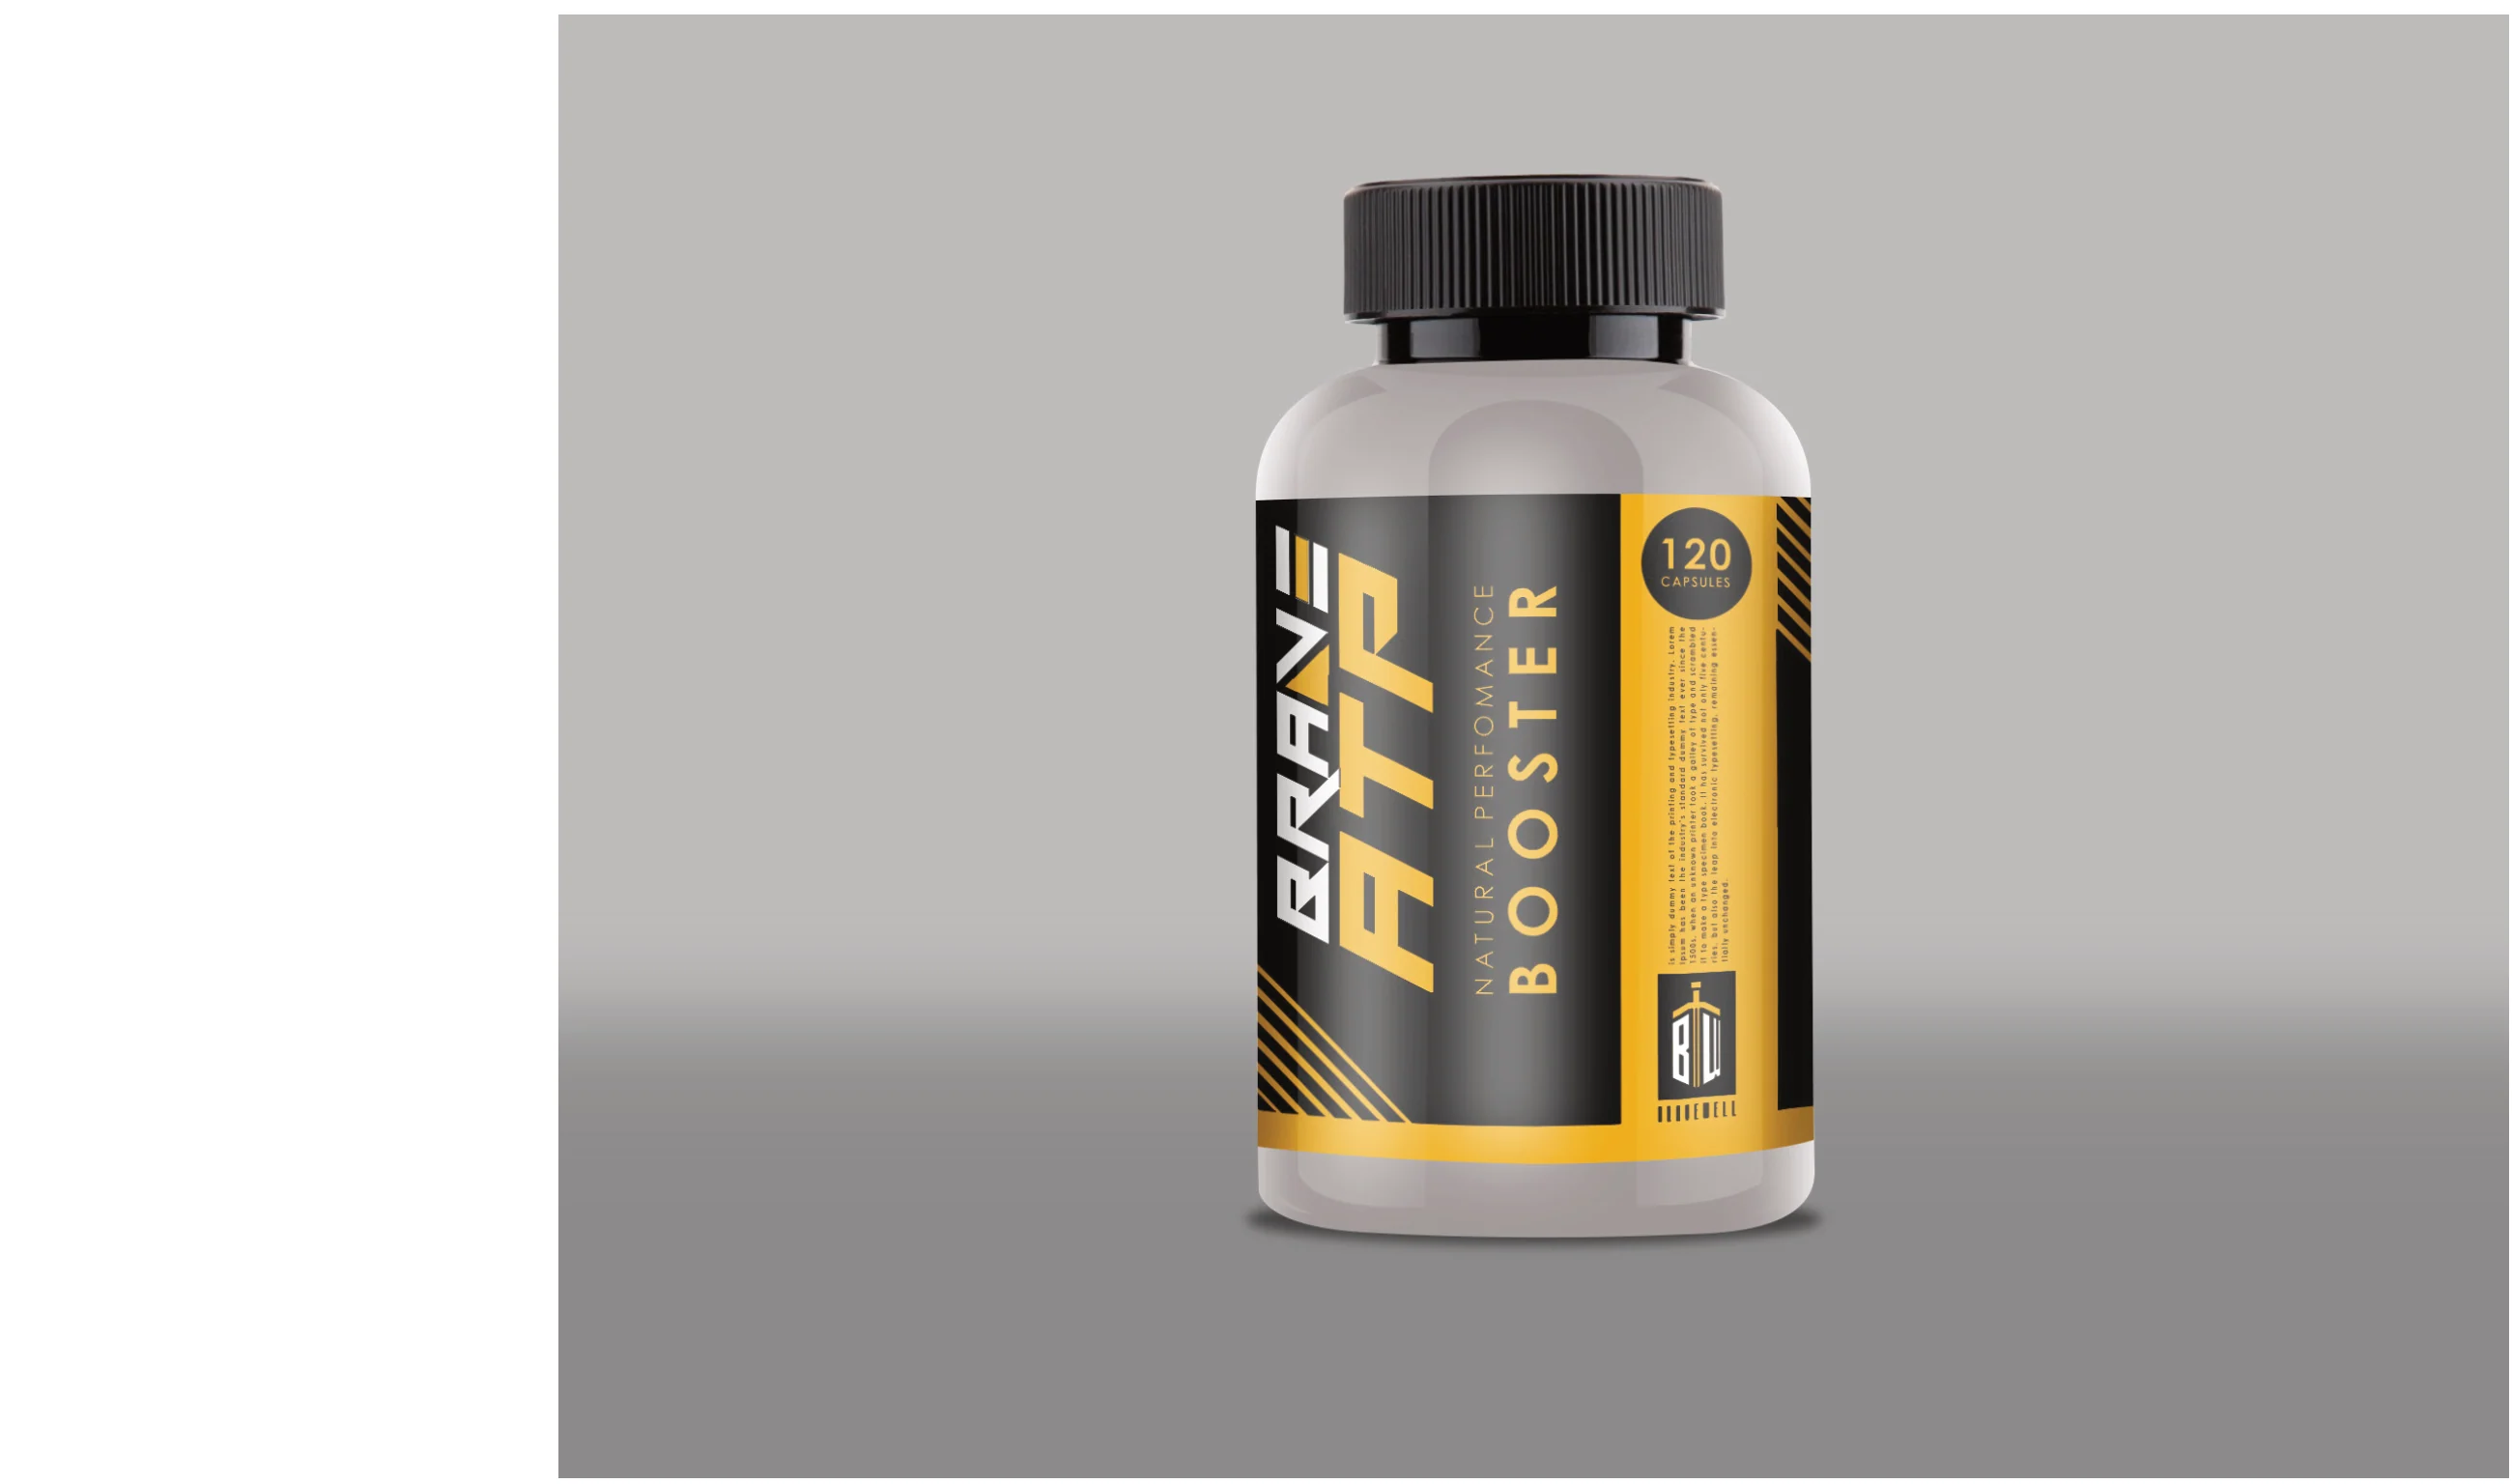 BRAVE
ATP
NATURAL PERFOMANCE
BOOSTER
120
CAPSULES
is simply dummy text of the printing and typesetting industry. Lorem
ipsum has been the industry's standard dummy text ever since the
1500s, when an unknown printer took a galley of type and scrambled
it to make a type specimen book. It has survived not only five centu-
ries, but also the leap into electronic typesetting, remaining essen-
tially unchanged.
BW